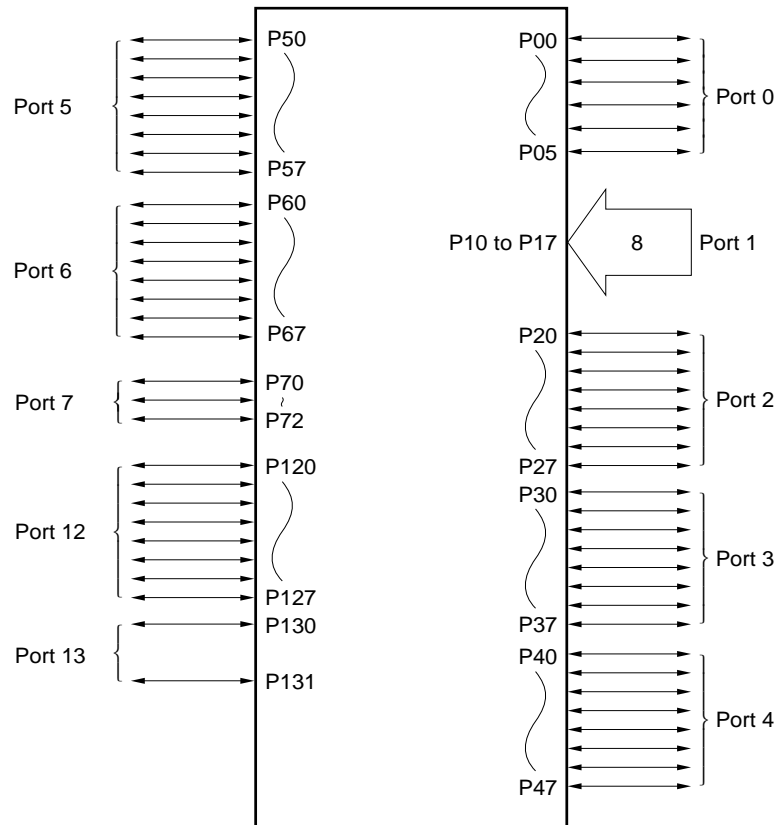 Port 5
P50
P57
Port 6
P60
P67
Port 7
P70
P72
Port 12
P120
P127
Port 13
P130
P131
P00
P05
Port 0
P10 to P17
8
Port 1
P20
P27
Port 2
P30
P37
Port 3
P40
P47
Port 4